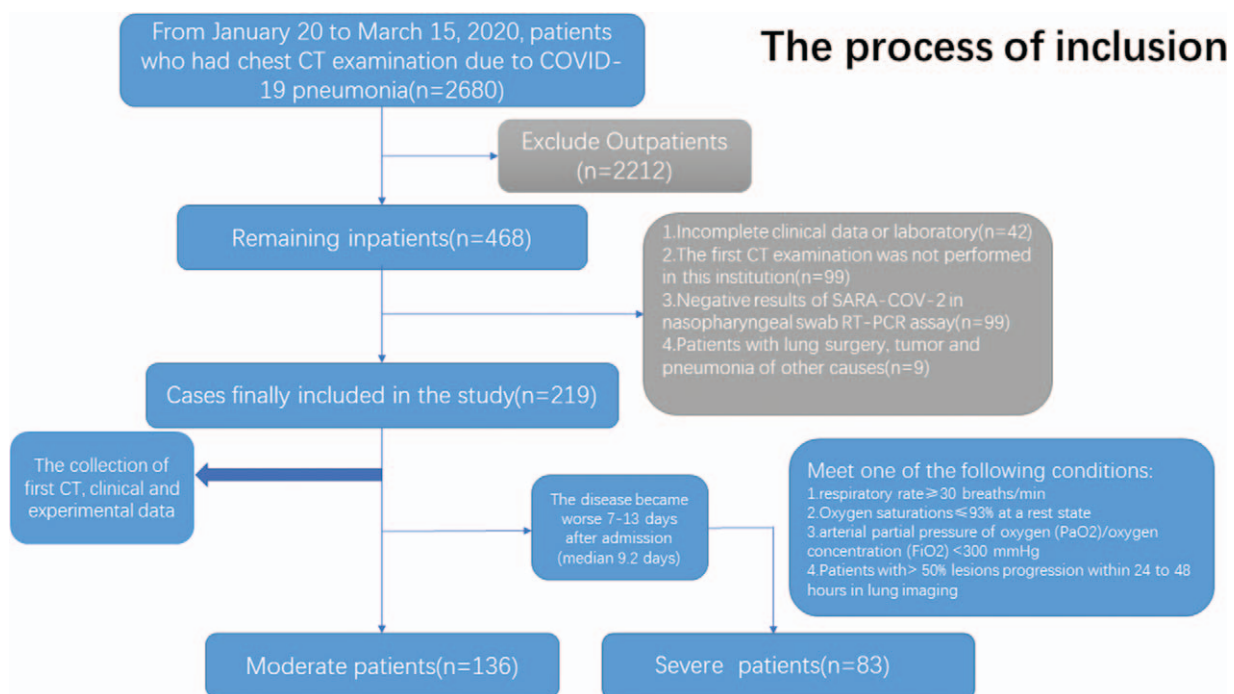 From January 20 to March 15, 2020, patients
who had chest CT examination due to COVID-
19 pneumonia(n=2680)
The process of inclusion
Exclude Outpatients
(n=2212)
Remaining inpatients(n=468)
1.Incomplete clinical data or laboratory(n=42)
2.The first CT examination was not performed
in this institution(n=99)
3.Negative results of SARA-COV-2 in
nasopharyngeal swab RT-PCR assay(n=99)
4.Patients with lung surgery, tumor and
pneumonia of other causes(n=9)
Cases finally included in the study(n=219)
The collection of
first CT, clinical and
experimental data
The disease became
worse 7-13 days
after admission
(median 9.2 days)
Meet one of the following conditions:
1.respiratory rate≥30 breaths/min
2.Oxygen saturations≤93% at a rest state
3.arterial partial pressure of oxygen (PaO2)/oxygen
concentration (FiO2) <300 mmHg
4.Patients with> 50% lesions progression within 24 to 48
hours in lung imaging
Moderate patients(n=136)
Severe patients(n=83)